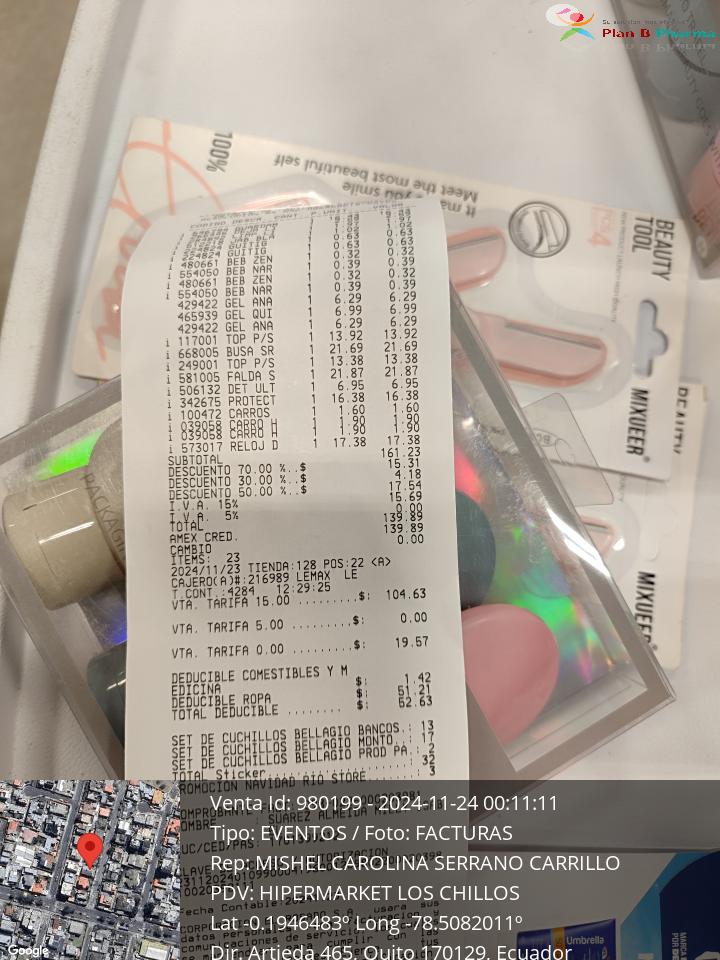 Plan B Pharma
100%
Meet the most beautiful self
BEAUTY
TOOL
MIXUEER
MIXUEER
GUITIG 1 0.63 0.63
i 480661 BEB ZEN 1 0.32 0.32
i 554050 BEB NAR 1 0.39 0.39
i 480661 BEB ZEN 1 0.32 0.32
i 554050 BEB NAR 1 0.39 0.39
429422 GEL ANA 1 6.29 6.29
465939 GEL QUI 1 6.99 6.99
429422 GEL ANA 1 6.29 6.29
i 117001 TOP P/S 1 13.92 13.92
i 668005 BUSA SR 1 21.69 21.69
i 249001 TOP P/S 1 13.38 13.38
i 581005 FALDA S 1 21.87 21.87
i 506132 DET ULT 1 6.95 6.95
i 342675 PROTECT 1 16.38 16.38
i 100472 CARROS 1 1.60 1.60
i 039058 CARRO H 1 1.90 1.90
i 039058 CARRO H 1 1.90 1.90
i 573017 RELOJ D 1 17.38 17.38
SUBTOTAL 161.23
DESCUENTO 70.00 %..$ 15.31
DESCUENTO 30.00 %..$ 4.18
DESCUENTO 50.00 %..$ 17.54
I.V.A. 15% 15.69
I.V.A. 5% 0.00
TOTAL 139.89
AMEX CRED. 139.89
CAMBIO 0.00
ITEMS: 23
2024/11/23 TIENDA:128 POS:22 <A>
CAJERO(A)#:216989 LEMAX LE
T.CONT.:4284 12:29:25
VTA. TARIFA 15.00 ........$: 104.63
VTA. TARIFA 5.00 .........$: 0.00
VTA. TARIFA 0.00 .........$: 19.57
DEDUCIBLE COMESTIBLES Y M
EDICINA $: 1.42
DEDUCIBLE ROPA $: 51.21
TOTAL DEDUCIBLE ........ $: 52.63
SET DE CUCHILLOS BELLAGIO BANCOS.: 13
SET DE CUCHILLOS BELLAGIO MONTO.: 17
SET DE CUCHILLOS BELLAGIO PROD PA.: 2
TOTAL Sticker 32
PROMOCION NAVIDAD RIO STORE 3
Venta Id: 980199 - 2024-11-24 00:11:11
Tipo: EVENTOS / Foto: FACTURAS
Rep: MISHEL CAROLINA SERRANO CARRILLO
PDV: HIPERMARKET LOS CHILLOS
Lat -0.1946483º Long -78.5082011º
Dir: Artieda 465, Quito 170129, Ecuador
Google
Umbrella